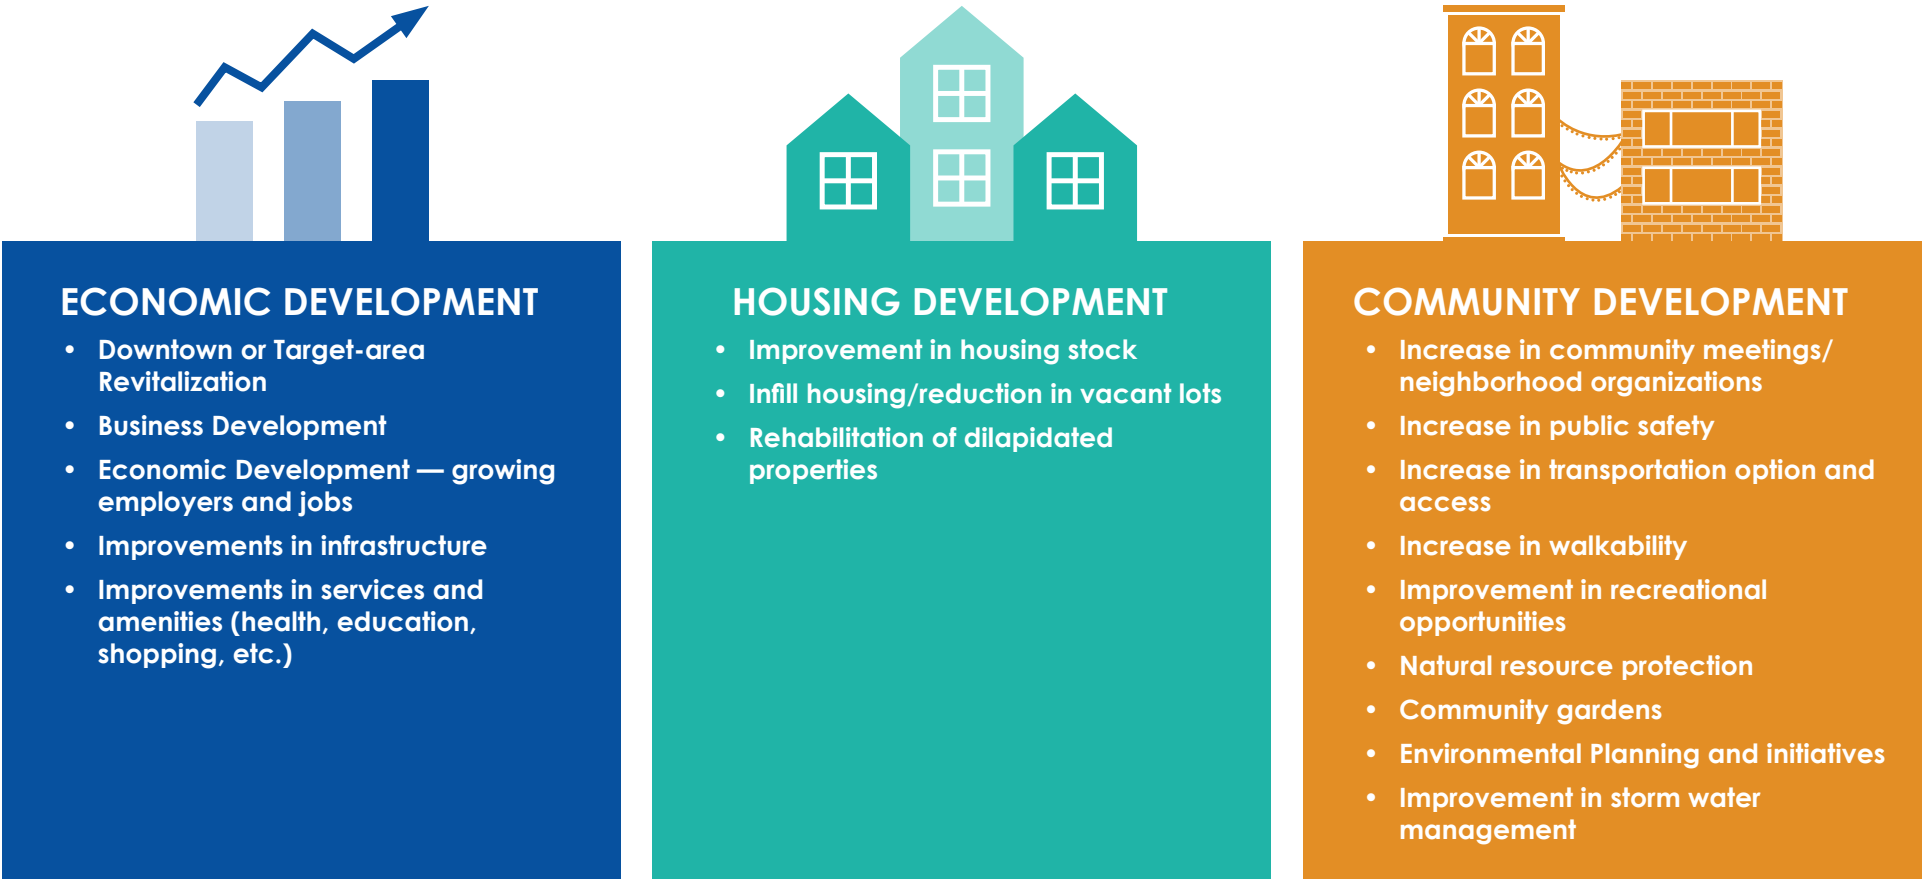 ECONOMIC DEVELOPMENT
• Downtown or Target-area
Revitalization
• Business Development
• Economic Development — growing
employers and jobs
• Improvements in infrastructure
• Improvements in services and
amenities (health, education,
shopping, etc.)
HOUSING DEVELOPMENT
• Improvement in housing stock
• Infill housing/reduction in vacant lots
• Rehabilitation of dilapidated
properties
COMMUNITY DEVELOPMENT
• Increase in community meetings/
neighborhood organizations
• Increase in public safety
• Increase in transportation option and
access
• Increase in walkability
• Improvement in recreational
opportunities
• Natural resource protection
• Community gardens
• Environmental Planning and initiatives
• Improvement in storm water
management